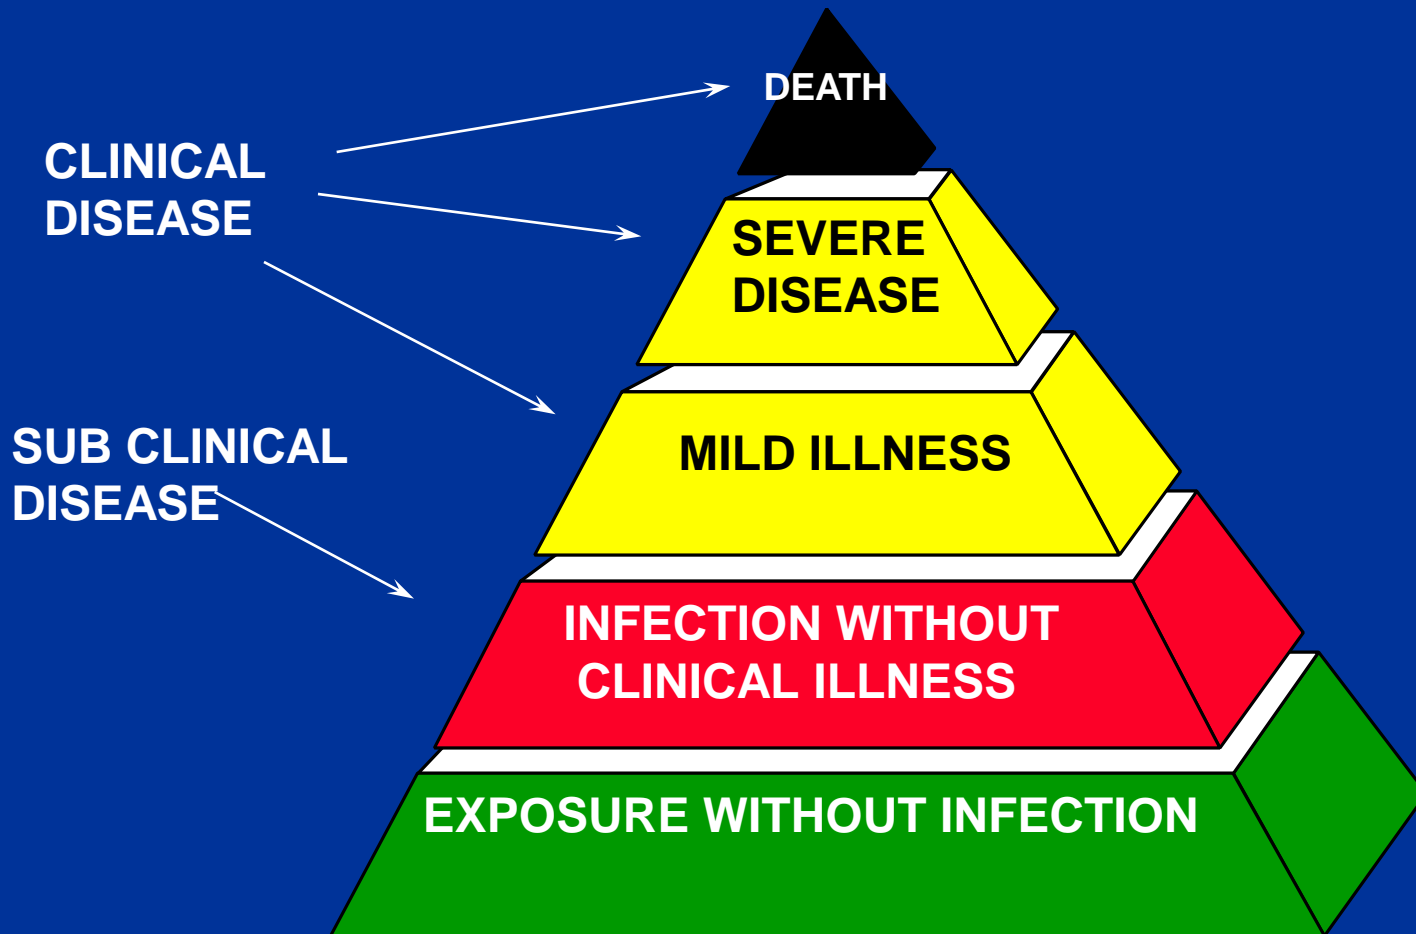 DEATH
CLINICAL
DISEASE
SEVERE
DISEASE
MILD ILLNESS
SUB CLINICAL
DISEASE
INFECTION WITHOUT
CLINICAL ILLNESS
EXPOSURE WITHOUT INFECTION